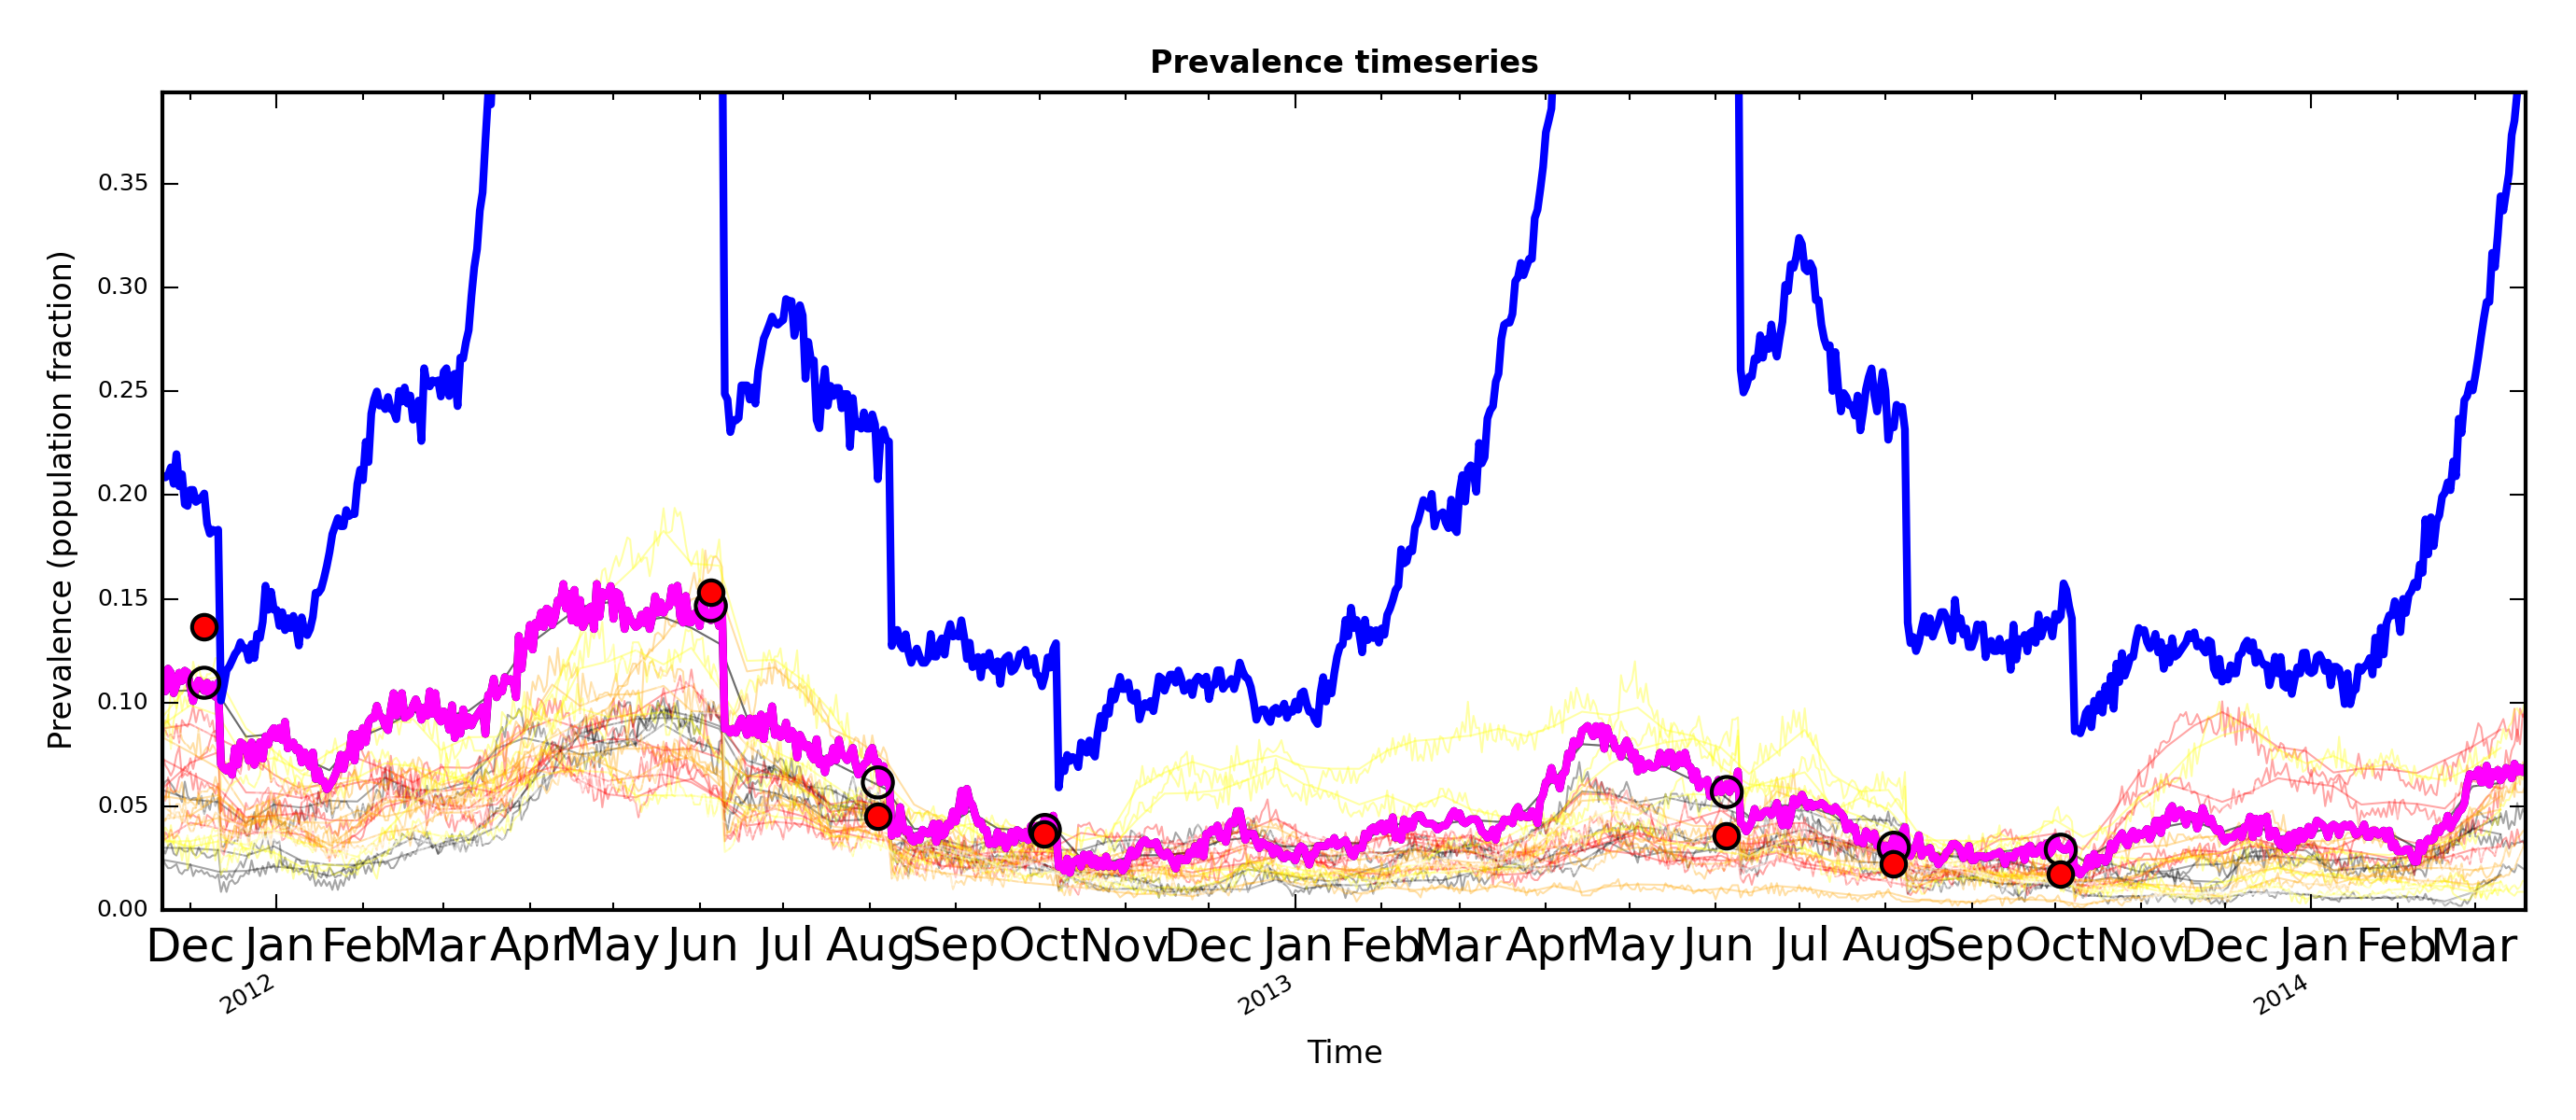 Prevalence timeseries
Prevalence (population fraction)
0.35
0.30
0.25
0.20
0.15
0.10
0.05
0.00
Dec Jan Feb Mar Apr May Jun Jul Aug Sep Oct Nov Dec Jan Feb Mar Apr May Jun Jul Aug Sep Oct Nov Dec Jan Feb Mar
2012 2013 2014
Time